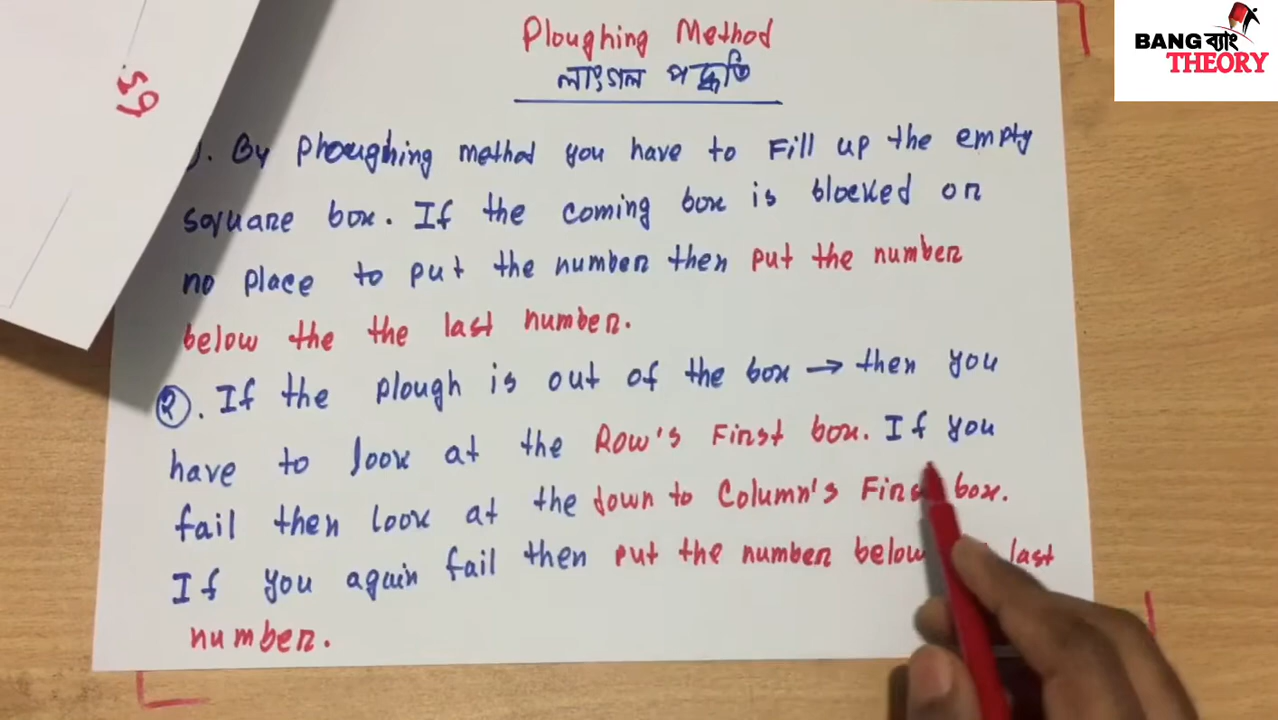 BANG ব্যাং
THEORY
59
Ploughing Method
লাংগল পদ্ধতি
By Phoughing method you have to Fill up the empty
square box. If the coming box is blocked or
no place to put the number then put the number
below the the last number.
2. If the plough is out of the box → then you
have to look at the Row's First box. If you
fail then look at the down to Column's First box.
If you again fail then put the number below last
number.